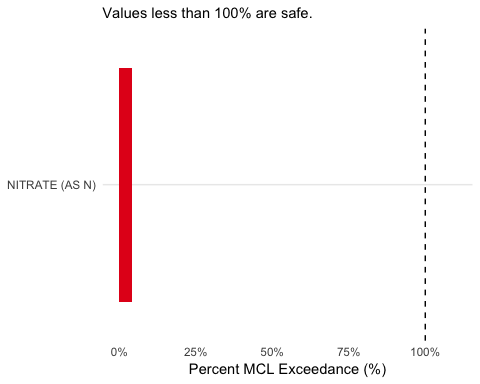 Values less than 100% are safe.
NITRATE (AS N)
0% 25% 50% 75% 100%
Percent MCL Exceedance (%)